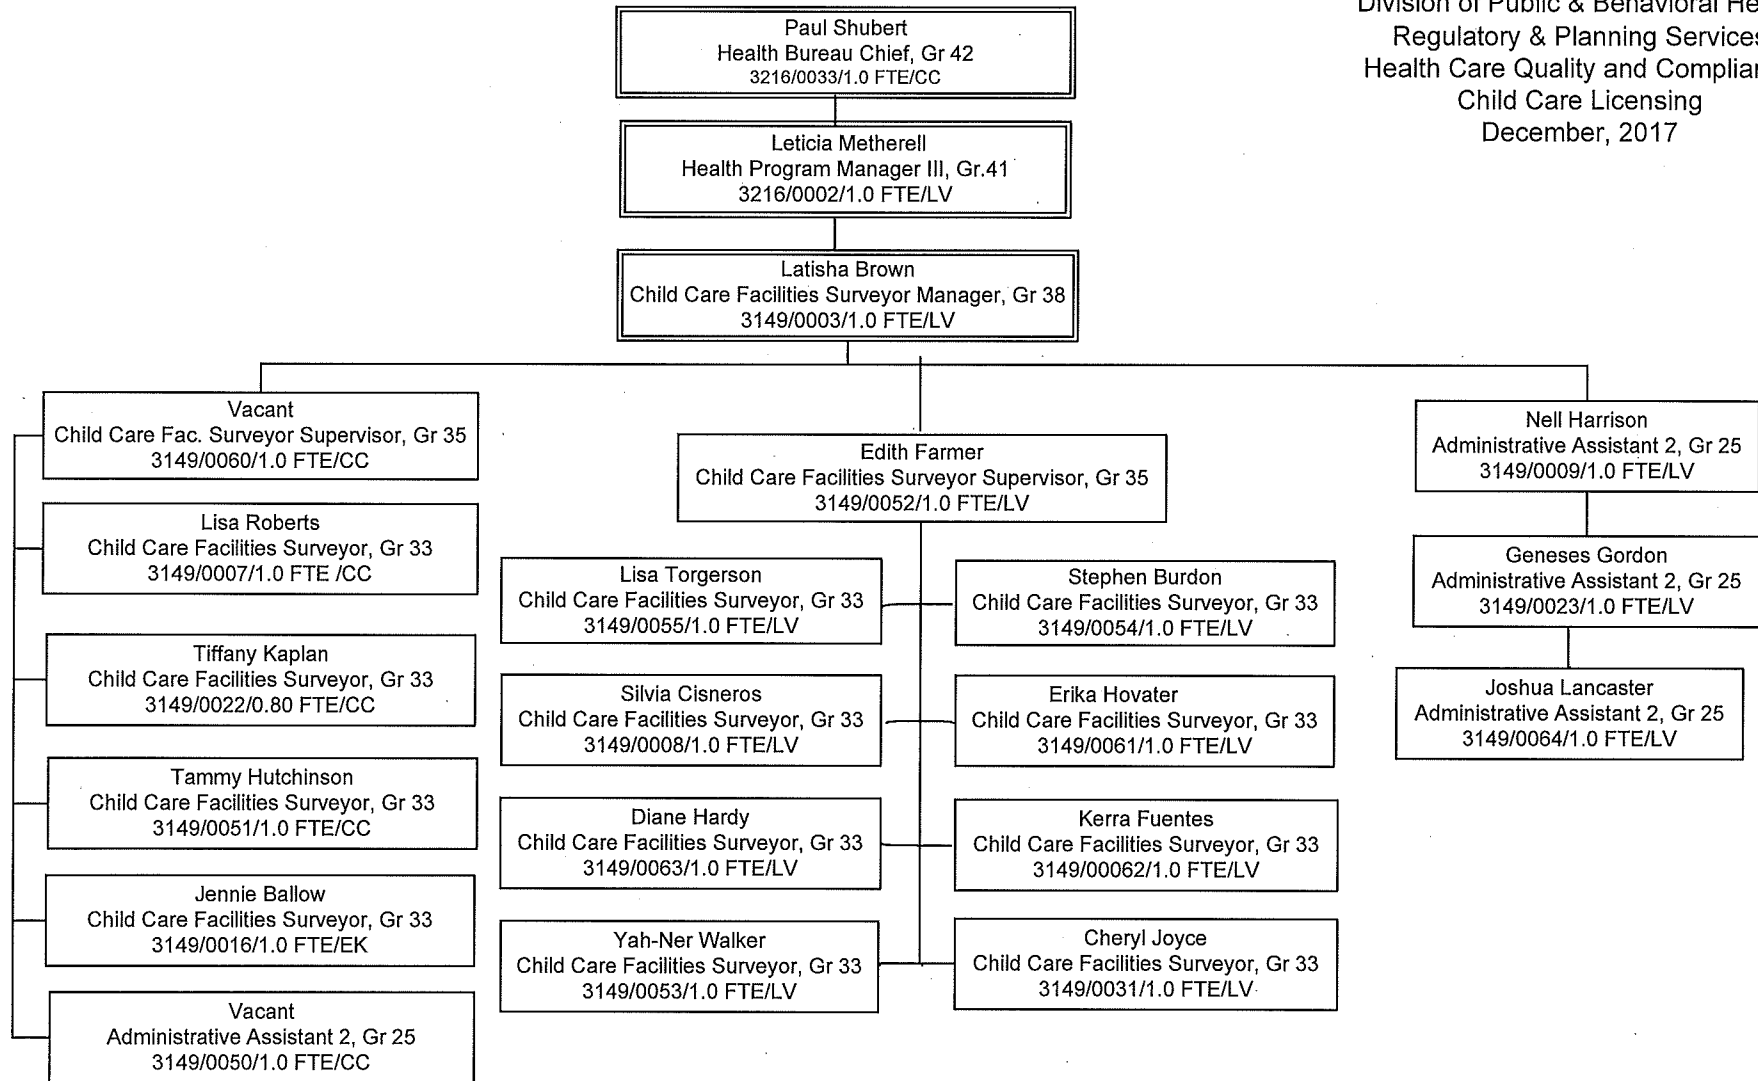 Division of Public & Behavioral
Regulatory & Planning Services
Health Care Quality and
Child Care Licensing
December, 2017
Paul Shubert
Health Bureau Chief, Gr 42
3216/0033/1.0 FTE/CC
Leticia Metherell
Health Program Manager III, Gr.41
3216/0002/1.0 FTE/LV
Latisha Brown
Child Care Facilities Surveyor Manager, Gr 38
3149/0003/1.0 FTE/LV
Vacant
Child Care Fac. Surveyor Supervisor, Gr 35
3149/0060/1.0 FTE/CC
Lisa Roberts
Child Care Facilities Surveyor, Gr 33
3149/0007/1.0 FTE /CC
Tiffany Kaplan
Child Care Facilities Surveyor, Gr 33
3149/0022/0.80 FTE/CC
Tammy Hutchinson
Child Care Facilities Surveyor, Gr 33
3149/0051/1.0 FTE/CC
Jennie Ballow
Child Care Facilities Surveyor, Gr 33
3149/0016/1.0 FTE/EK
Vacant
Administrative Assistant 2, Gr 25
3149/0050/1.0 FTE/CC
Edith Farmer
Child Care Facilities Surveyor Supervisor, Gr 35
3149/0052/1.0 FTE/LV
Lisa Torgerson
Child Care Facilities Surveyor, Gr 33
3149/0055/1.0 FTE/LV
Stephen Burdon
Child Care Facilities Surveyor, Gr 33
3149/0054/1.0 FTE/LV
Silvia Cisneros
Child Care Facilities Surveyor, Gr 33
3149/0008/1.0 FTE/LV
Erika Hovater
Child Care Facilities Surveyor, Gr 33
3149/0061/1.0 FTE/LV
Diane Hardy
Child Care Facilities Surveyor, Gr 33
3149/0063/1.0 FTE/LV
Kerra Fuentes
Child Care Facilities Surveyor, Gr 33
3149/00062/1.0 FTE/LV
Yah-Ner Walker
Child Care Facilities Surveyor, Gr 33
3149/0053/1.0 FTE/LV
Cheryl Joyce
Child Care Facilities Surveyor, Gr 33
3149/0031/1.0 FTE/LV
Nell Harrison
Administrative Assistant 2, Gr 25
3149/0009/1.0 FTE/LV
Geneses Gordon
Administrative Assistant 2, Gr 25
3149/0023/1.0 FTE/LV
Joshua Lancaster
Administrative Assistant 2, Gr 25
3149/0064/1.0 FTE/LV